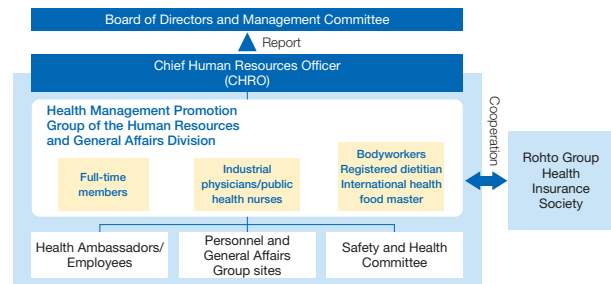 Board of Directors and Management Committee
Report
Chief Human Resources Officer
(CHRO)
Health Management Promotion
Group of the Human Resources
and General Affairs Division
Full-time
members
Industrial
physicians/public
health nurses
Bodyworkers
Registered dietitian
International health
food master
Cooperation
Rohto Group
Health
Insurance
Society
Health Ambassadors/
Employees
Personnel and
General Affairs
Group sites
Safety and Health
Committee